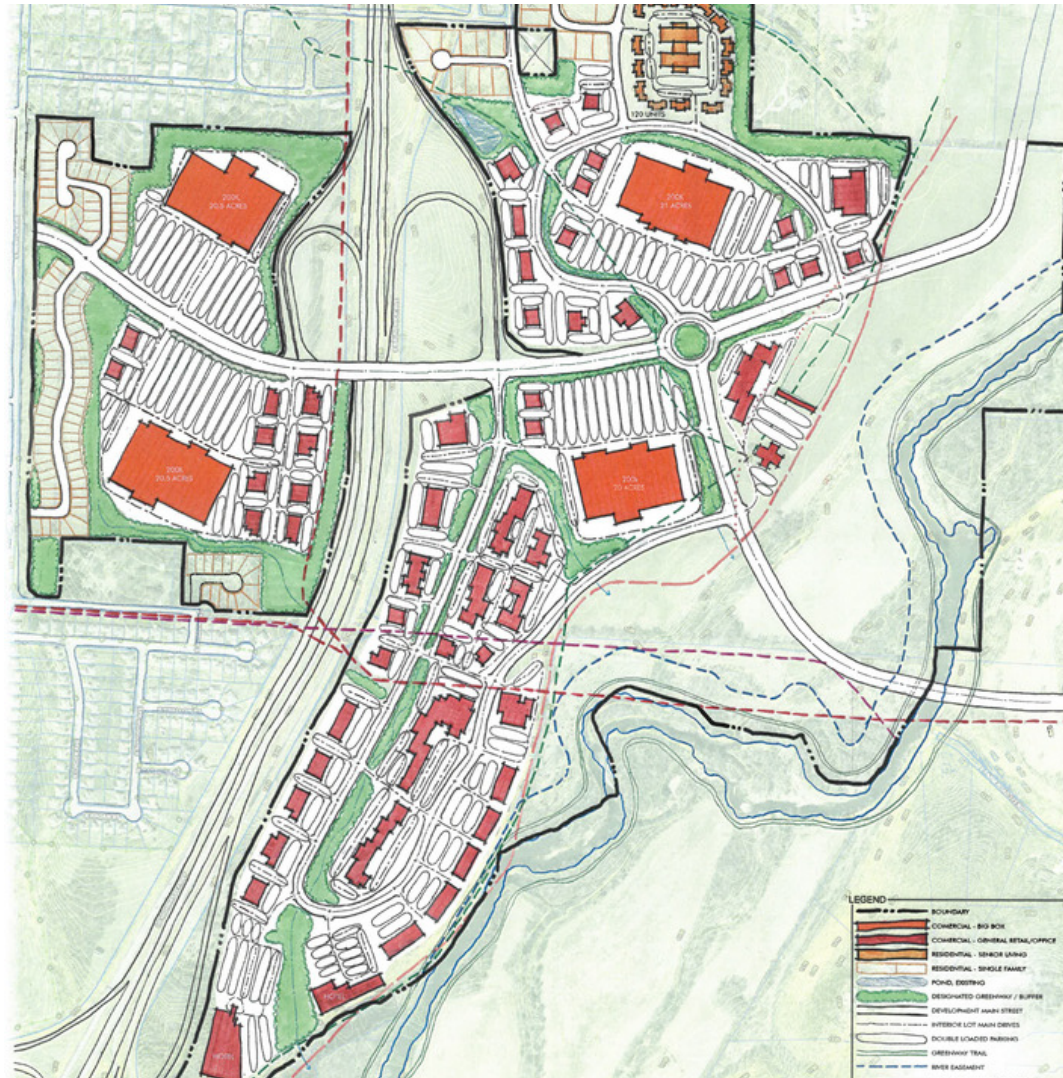 120 UNITS
200K
20.5 ACRES
200K
21 ACRES
200K
20.5 ACRES
200K
20 ACRES
HOTEL
HOTEL
LEGEND
BOUNDARY
COMERCIAL - BIG BOX
COMERCIAL - GENERAL RETAIL/OFFICE
RESIDENTIAL - SENIOR LIVING
RESIDENTIAL - SINGLE FAMILY
POND, EXISTING
DESIGNATED GREENWAY / BUFFER
DEVELOPMENT MAIN STREET
INTERIOR LOT MAIN DRIVES
DOUBLE LOADED PARKING
GREENWAY TRAIL
RIVER EASEMENT